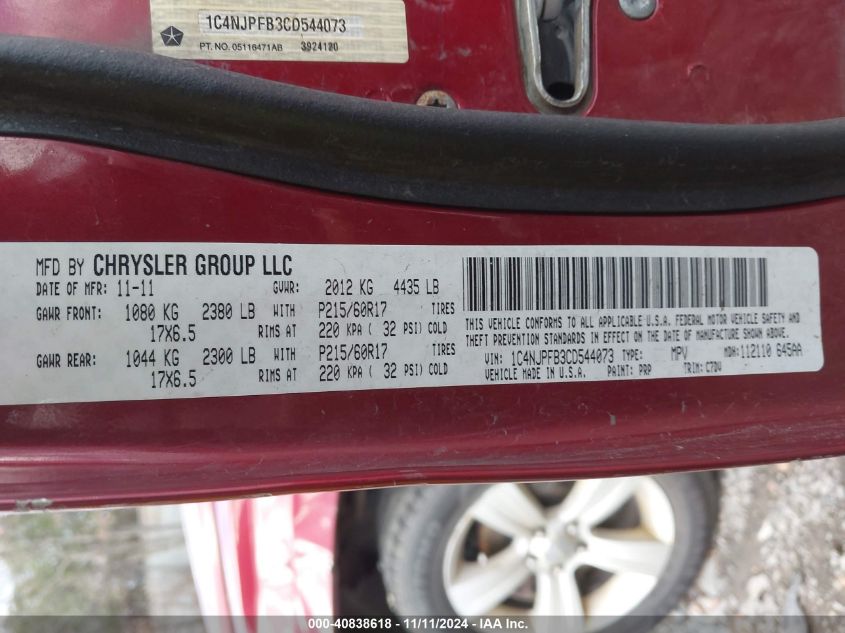 1C4NJPFB3CD544073
PT. NO. 05116471AB 3924120
MFD BY CHRYSLER GROUP LLC
DATE OF MFR: 11-11 GVWR: 2012 KG 4435 LB
GAWR FRONT: 1080 KG 2380 LB WITH P215/60R17 TIRES
17X6.5 RIMS AT 220 KPA ( 32 PSI) COLD
GAWR REAR: 1044 KG 2300 LB WITH P215/60R17 TIRES
17X6.5 RIMS AT 220 KPA ( 32 PSI) COLD
THIS VEHICLE CONFORMS TO ALL APPLICABLE U.S.A. FEDERAL MOTOR VEHICLE SAFETY AND
THEFT PREVENTION STANDARDS IN EFFECT ON THE DATE OF MANUFACTURE SHOWN ABOVE.
VIN: 1C4NJPFB3CD544073 TYPE: MPV MDH: 112110 645AA
VEHICLE MADE IN U.S.A. PAINT: PRP TRIM: C7DV
000-40838618 - 11/11/2024 - IAAI.com